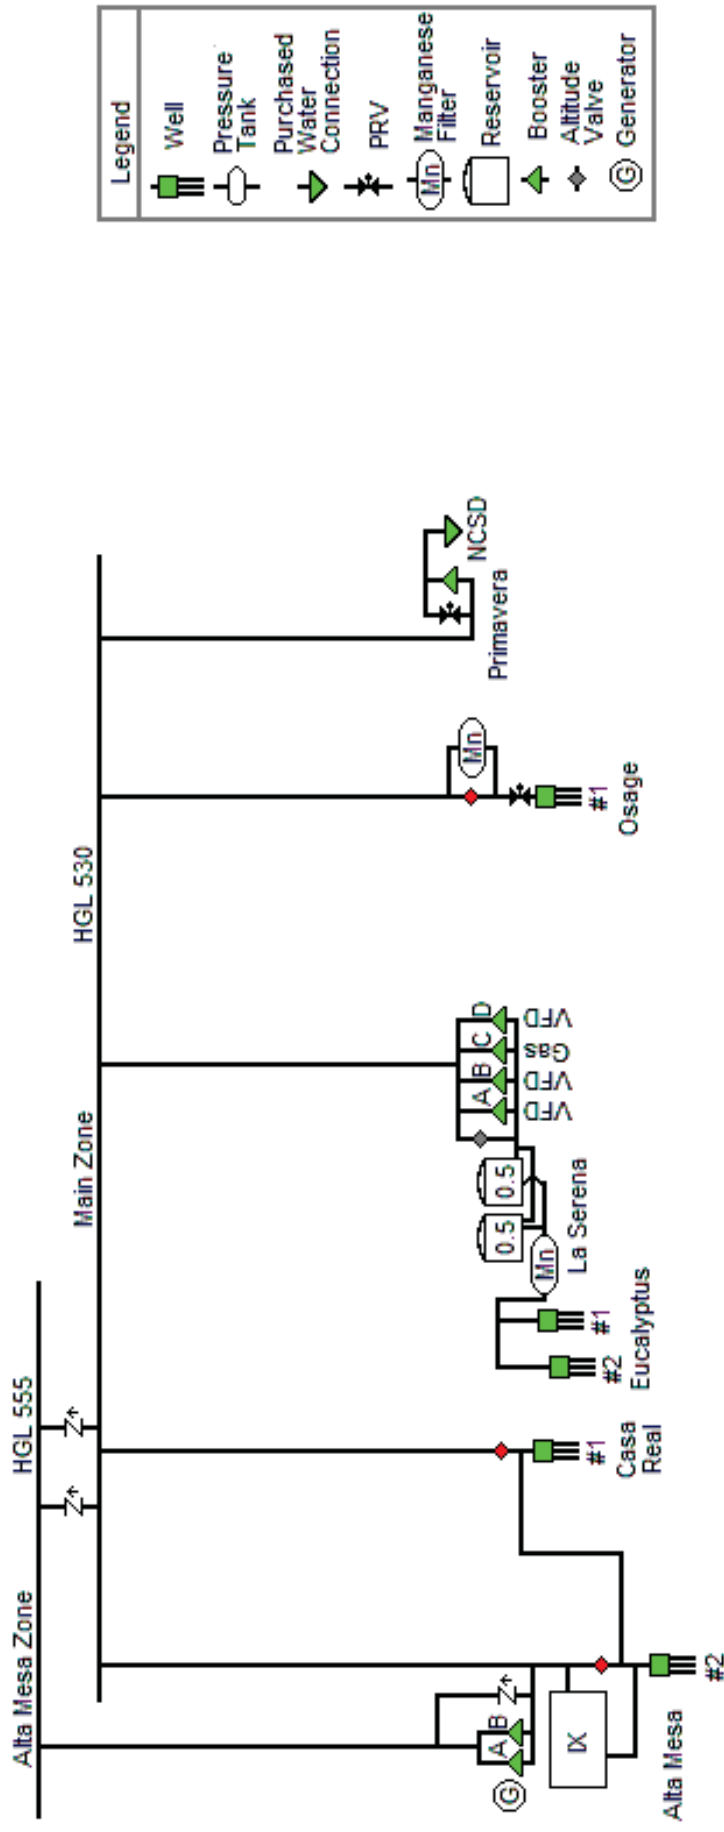 Alta Mesa Zone
HGL 555
Main Zone
HGL 530
G
A
B
IX
Alta Mesa
#2
#1
Casa
Real
#2
#1
Eucalyptus
Mn
0.5
0.5
La Serena
A
B
C
D
VFD
VFD
Gas
VFD
Mn
#1
Osage
Primavera
NCSD
Legend
Well
Pressure
Tank
Purchased
Water
Connection
PRV
Mn
Manganese
Filter
Reservoir
Booster
Altitude
Valve
G
Generator